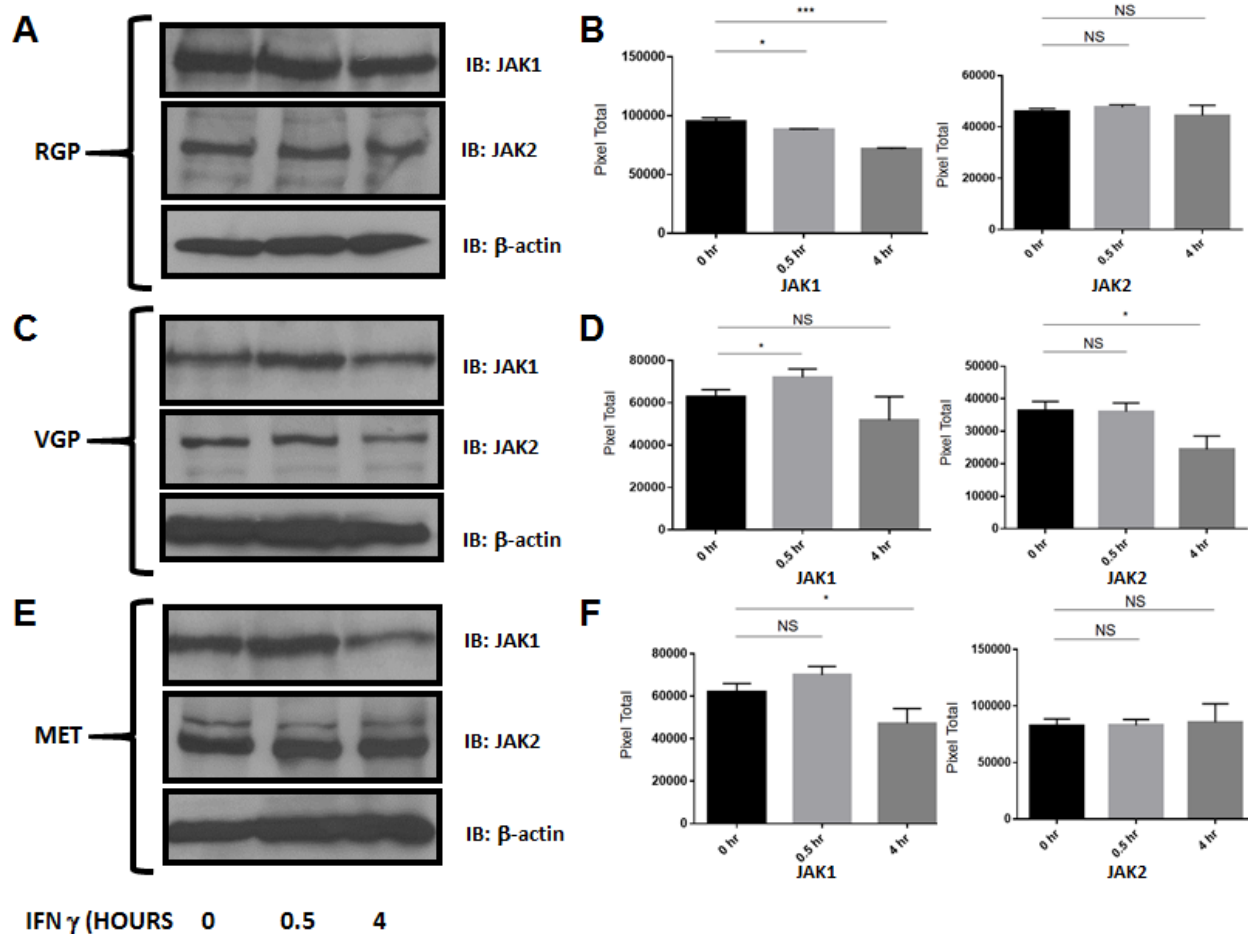 A
RGP
IB: JAK1
IB: JAK2
IB: β-actin
B
***
*
150000
100000
50000
0
Pixel Total
0 hr
0.5 hr
4 hr
JAK1
NS
NS
60000
40000
20000
0
Pixel Total
0 hr
0.5 hr
4 hr
JAK2
C
VGP
IB: JAK1
IB: JAK2
IB: β-actin
D
NS
*
80000
60000
40000
20000
0
Pixel Total
0 hr
0.5 hr
4 hr
JAK1
*
NS
50000
40000
30000
20000
10000
0
Pixel Total
0 hr
0.5 hr
4 hr
JAK2
E
MET
IB: JAK1
IB: JAK2
IB: β-actin
F
*
NS
80000
60000
40000
20000
0
Pixel Total
0 hr
0.5 hr
4 hr
JAK1
NS
NS
150000
100000
50000
0
Pixel Total
0 hr
0.5 hr
4 hr
JAK2
IFN γ (HOURS 0 0.5 4